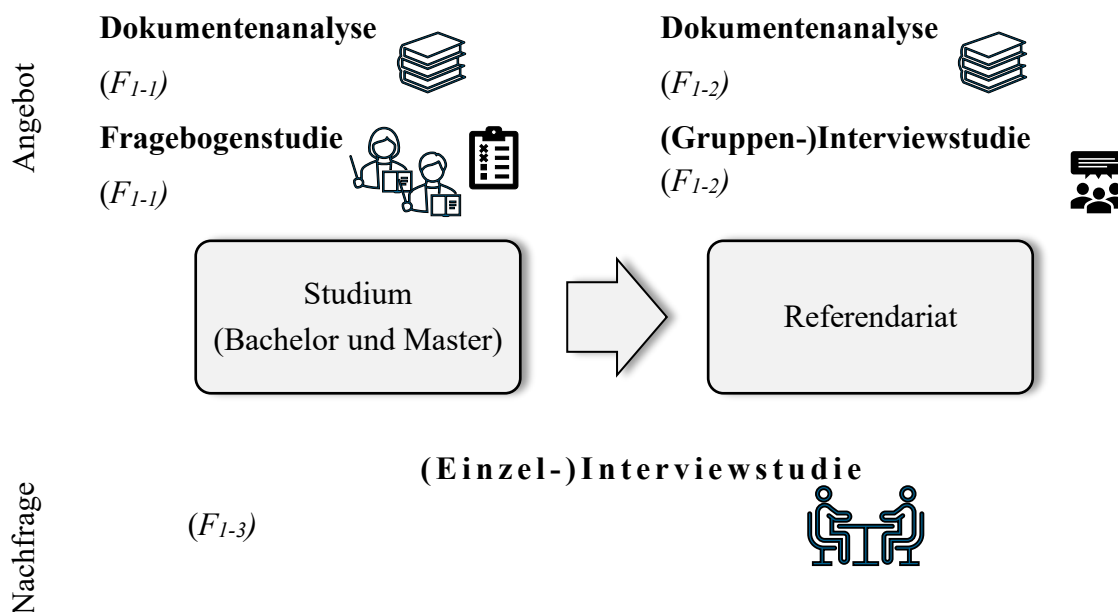 Angebot
Dokumentenanalyse
(F1-1)
Fragebogenstudie
(F1-1)
Dokumentenanalyse
(F1-2)
(Gruppen-)Interviewstudie
(F1-2)
Studium
(Bachelor und Master)
Referendariat
Nachfrage
(Einzel-)Interviewstudie
(F1-3)